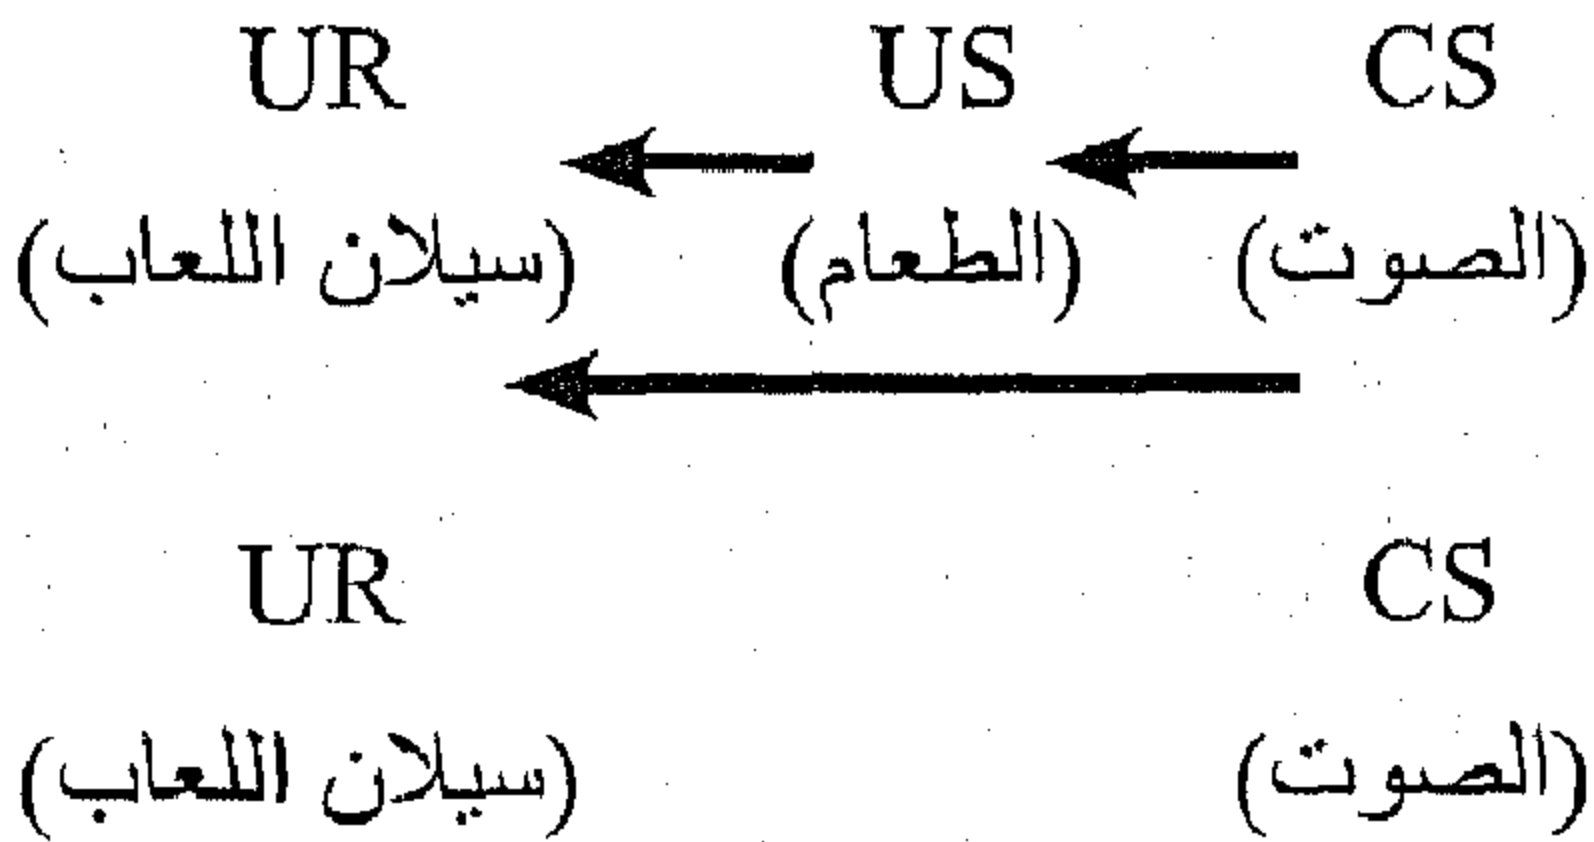 CS US UR
(الصوت) (الطعام) (سيلان اللعاب)
CS UR
(الصوت) (سيلان اللعاب)